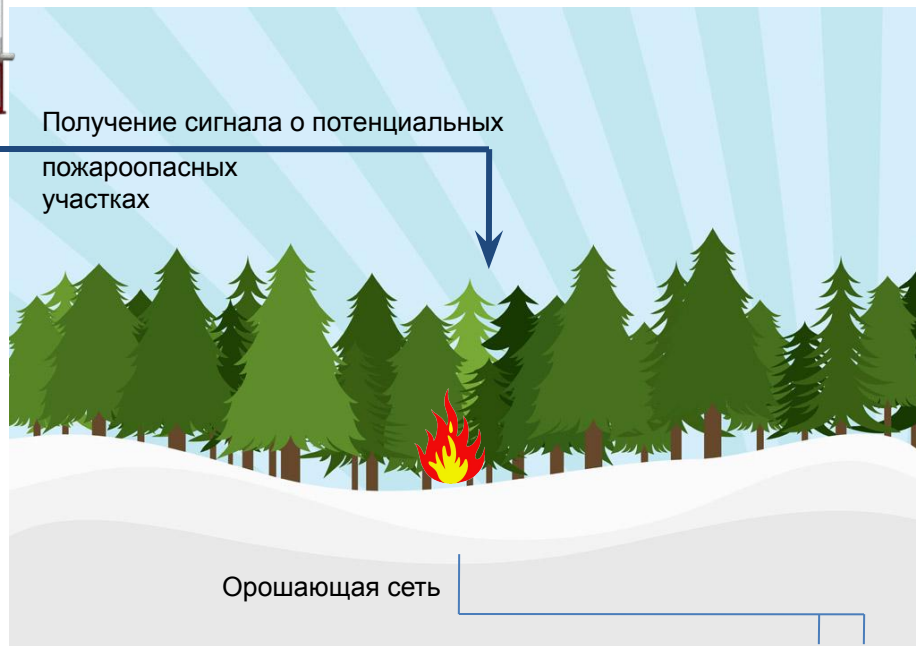 Получение сигнала о потенциальных
пожароопасных
участках
Орошающая сеть